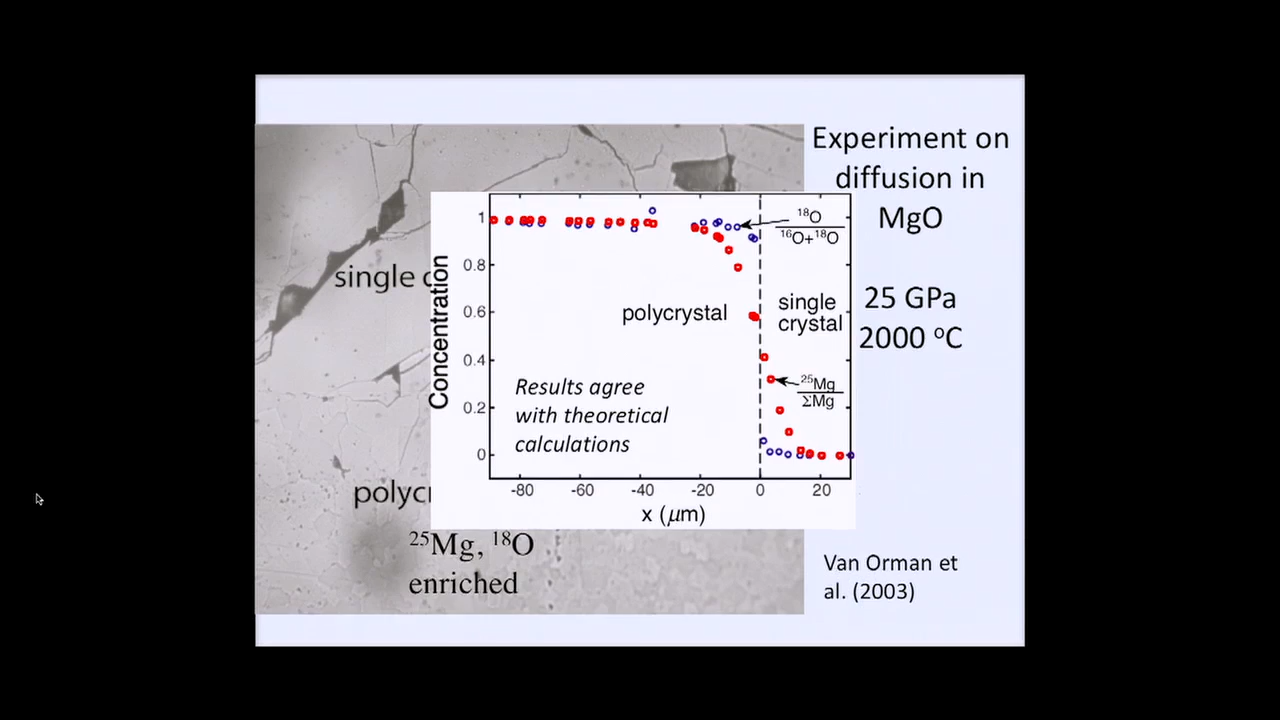 Experiment on
diffusion in
MgO
25 GPa
2000 °C
Van Orman et
al. (2003)
single c
polycr
²⁵Mg, ¹⁸O
enriched
Concentration
1
0.8
0.6
0.4
0.2
0
-80
-60
-40
-20
0
20
x (μm)
polycrystal
single
crystal
¹⁸O
¹⁶O+¹⁸O
²⁵Mg
ΣMg
Results agree
with theoretical
calculations